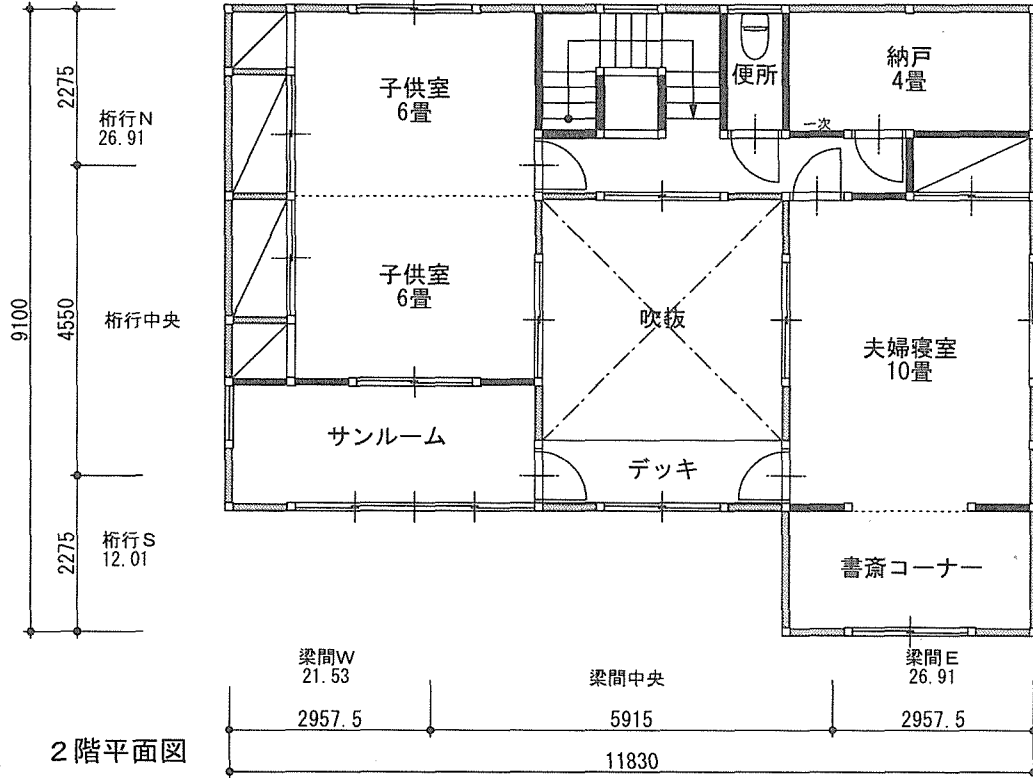 2275
桁行N
26.91
9100
4550
桁行中央
2275
桁行S
12.01
子供室
6畳
便所
納戸
4畳
一次
子供室
6畳
吹抜
夫婦寝室
10畳
サンルーム
デッキ
書斎コーナー
梁間W
21.53
梁間中央
梁間E
26.91
2957.5
5915
2957.5
11830
2階平面図